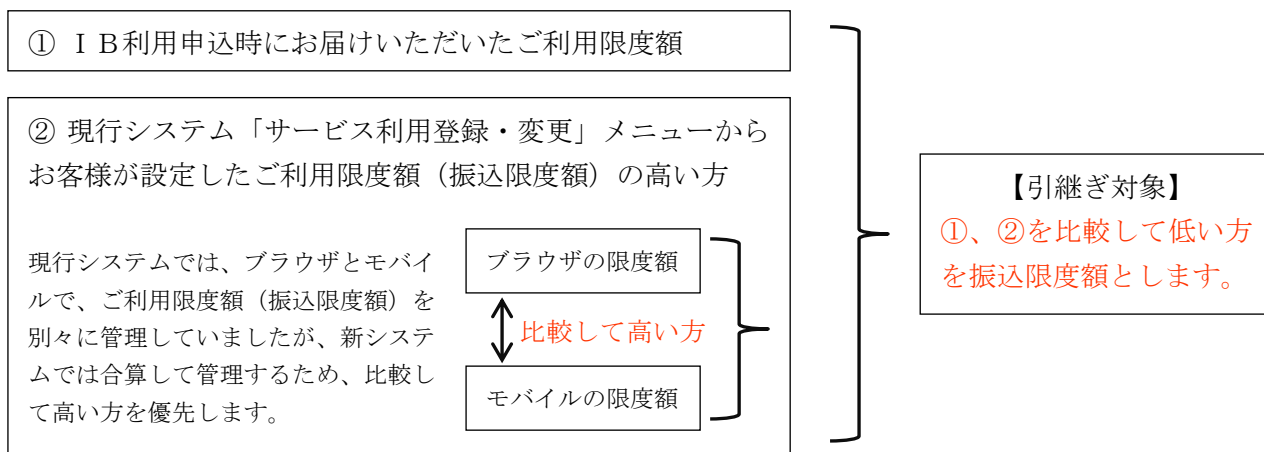 ① ＩＢ利用申込時にお届けいただいたご利用限度額
② 現行システム「サービス利用登録・変更」メニューから
お客様が設定したご利用限度額（振込限度額）の高い方
現行システムでは、ブラウザとモバイ
ルで、ご利用限度額（振込限度額）を
別々に管理していましたが、新システ
ムでは合算して管理するため、比較し
て高い方を優先します。
ブラウザの限度額
比較して高い方
モバイルの限度額
【引継ぎ対象】
①、②を比較して低い方
を振込限度額とします。